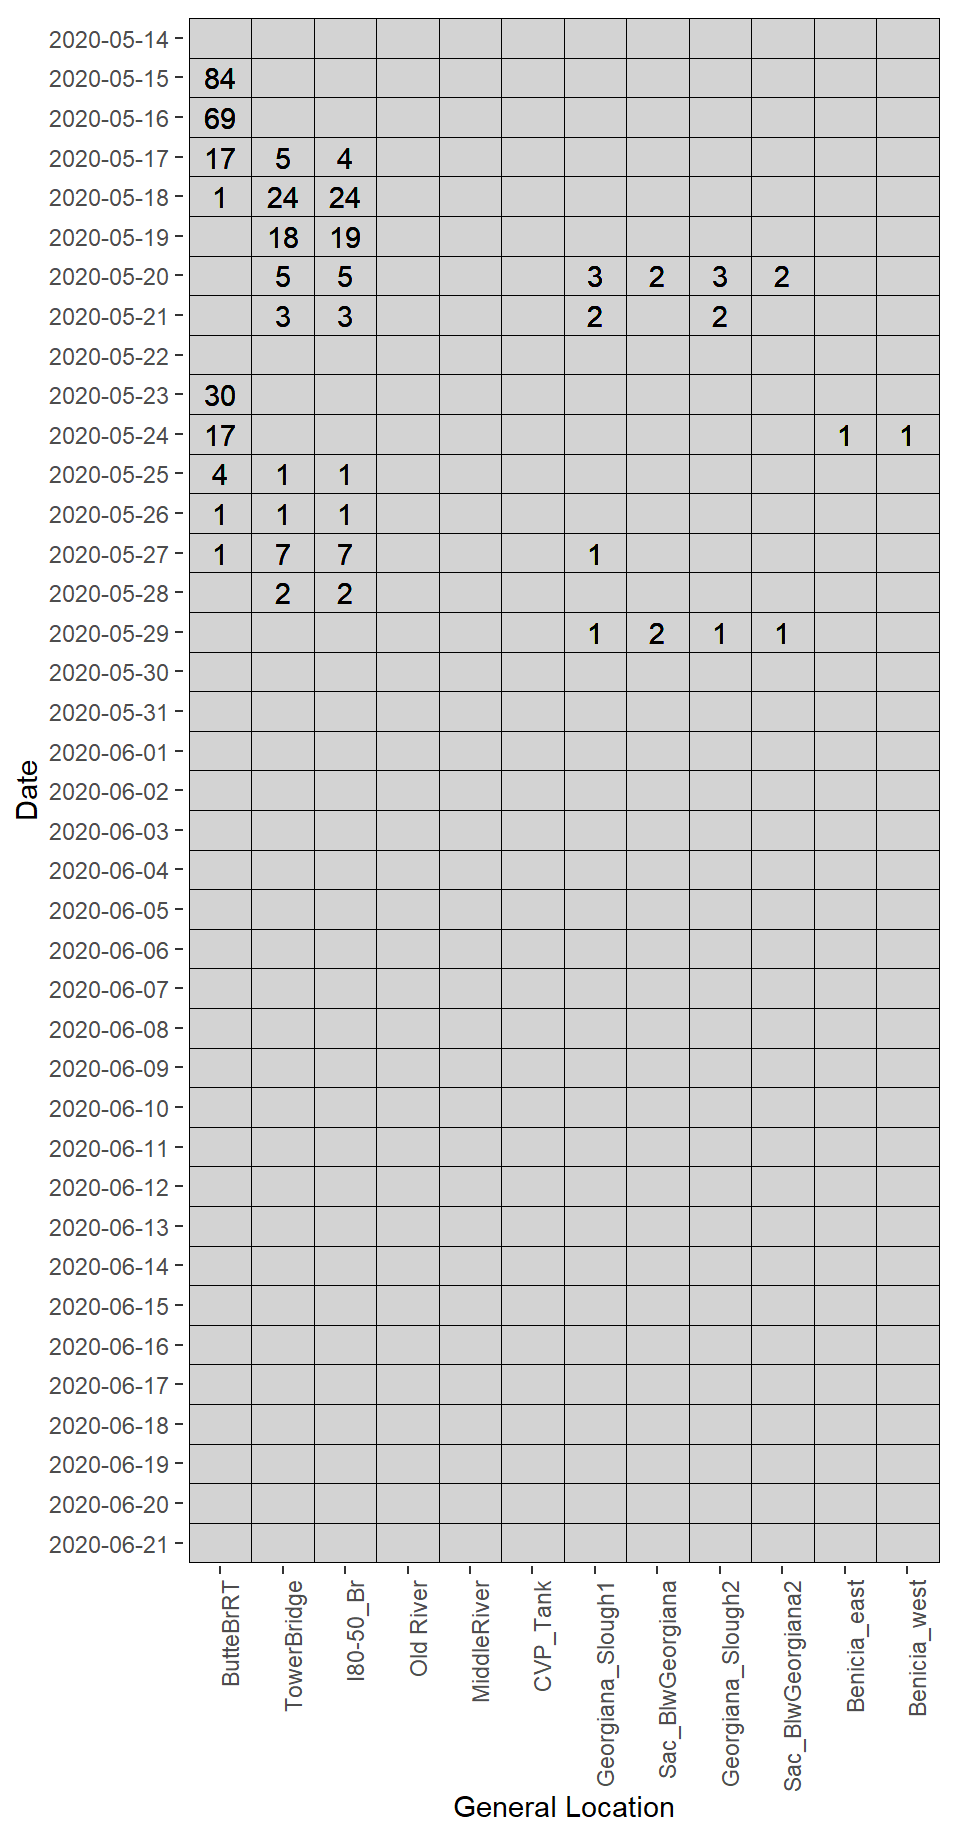 2020-05-14
2020-05-15 84
2020-05-16 69
2020-05-17 17 5 4
2020-05-18 1 24 24
2020-05-19 18 19
2020-05-20 5 5 3 2 3 2
2020-05-21 3 3 2 2
2020-05-22
2020-05-23 30
2020-05-24 17 1 1
2020-05-25 4 1 1
2020-05-26 1 1 1
2020-05-27 1 7 7 1
2020-05-28 2 2
2020-05-29 1 2 1 1
2020-05-30
2020-05-31
2020-06-01
2020-06-02
2020-06-03
2020-06-04
2020-06-05
2020-06-06
2020-06-07
2020-06-08
2020-06-09
2020-06-10
2020-06-11
2020-06-12
2020-06-13
2020-06-14
2020-06-15
2020-06-16
2020-06-17
2020-06-18
2020-06-19
2020-06-20
2020-06-21
Date
ButteBrRT
TowerBridge
I80-50_Br
Old River
MiddleRiver
CVP_Tank
Georgiana_Slough1
Sac_BlwGeorgiana
Georgiana_Slough2
Sac_BlwGeorgiana2
Benicia_east
Benicia_west
General Location